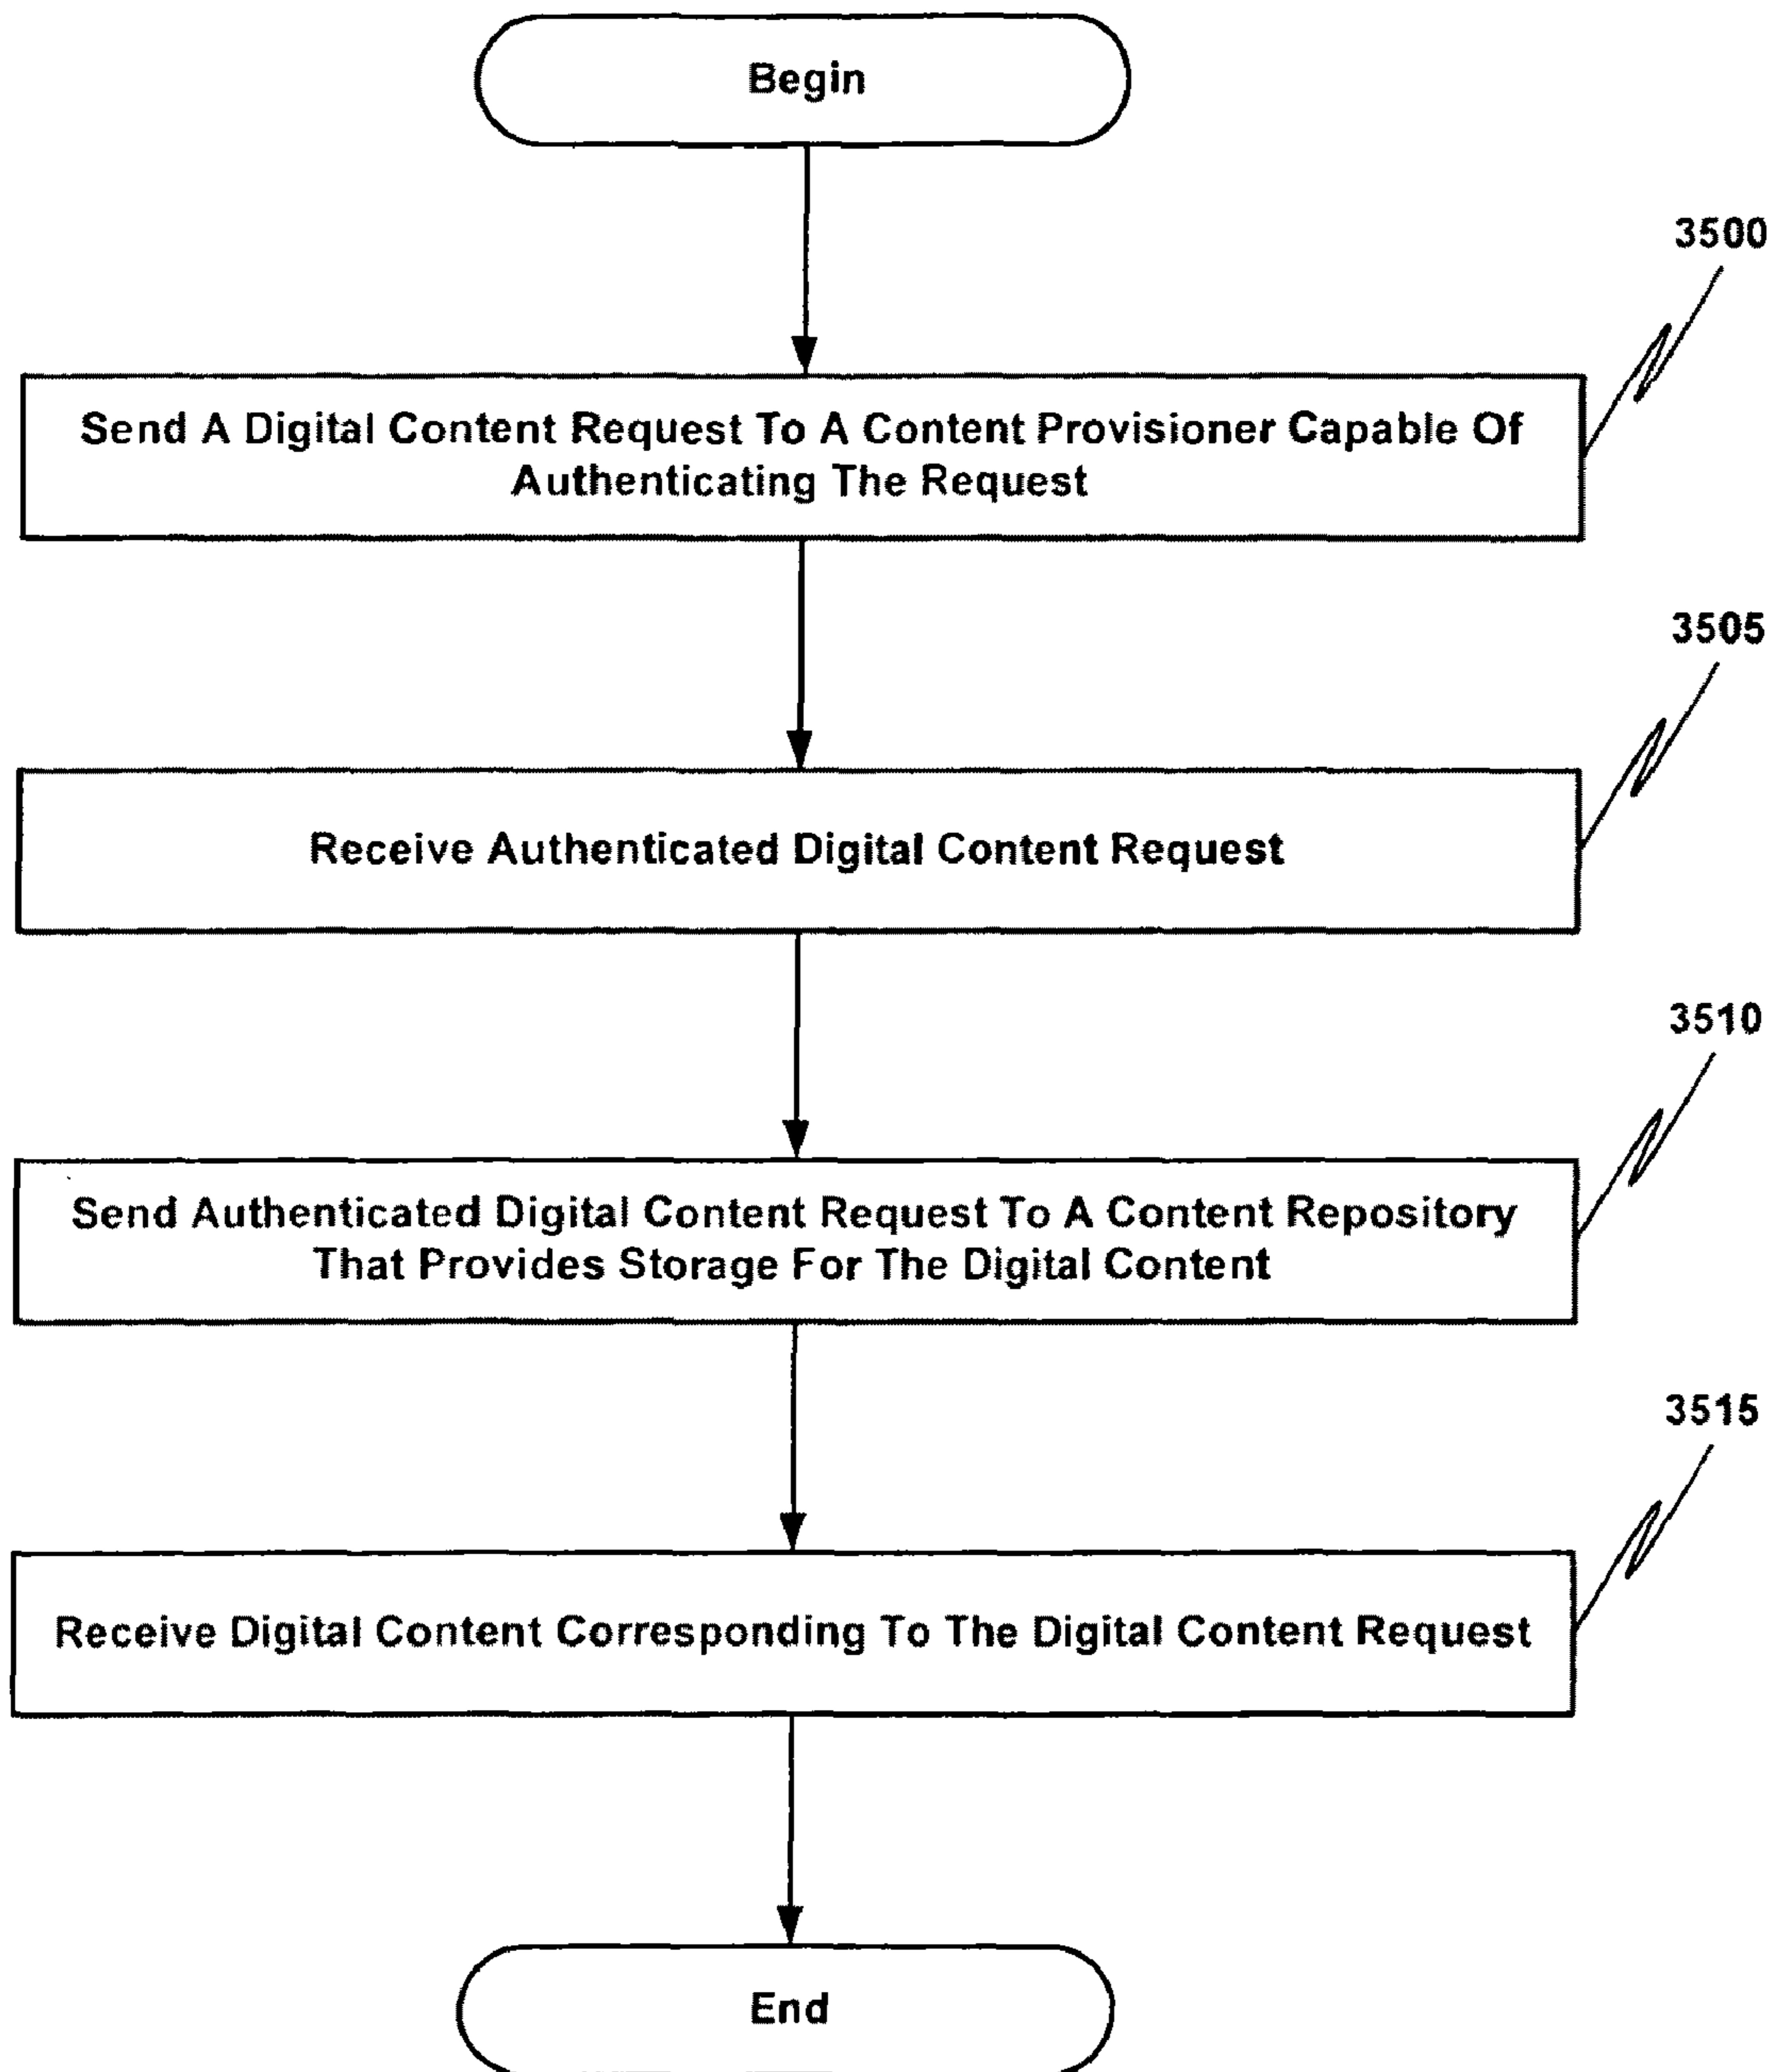 Begin
3500
Send A Digital Content Request To A Content Provisioner Capable Of
Authenticating The Request
3505
Receive Authenticated Digital Content Request
3510
Send Authenticated Digital Content Request To A Content Repository
That Provides Storage For The Digital Content
3515
Receive Digital Content Corresponding To The Digital Content Request
End